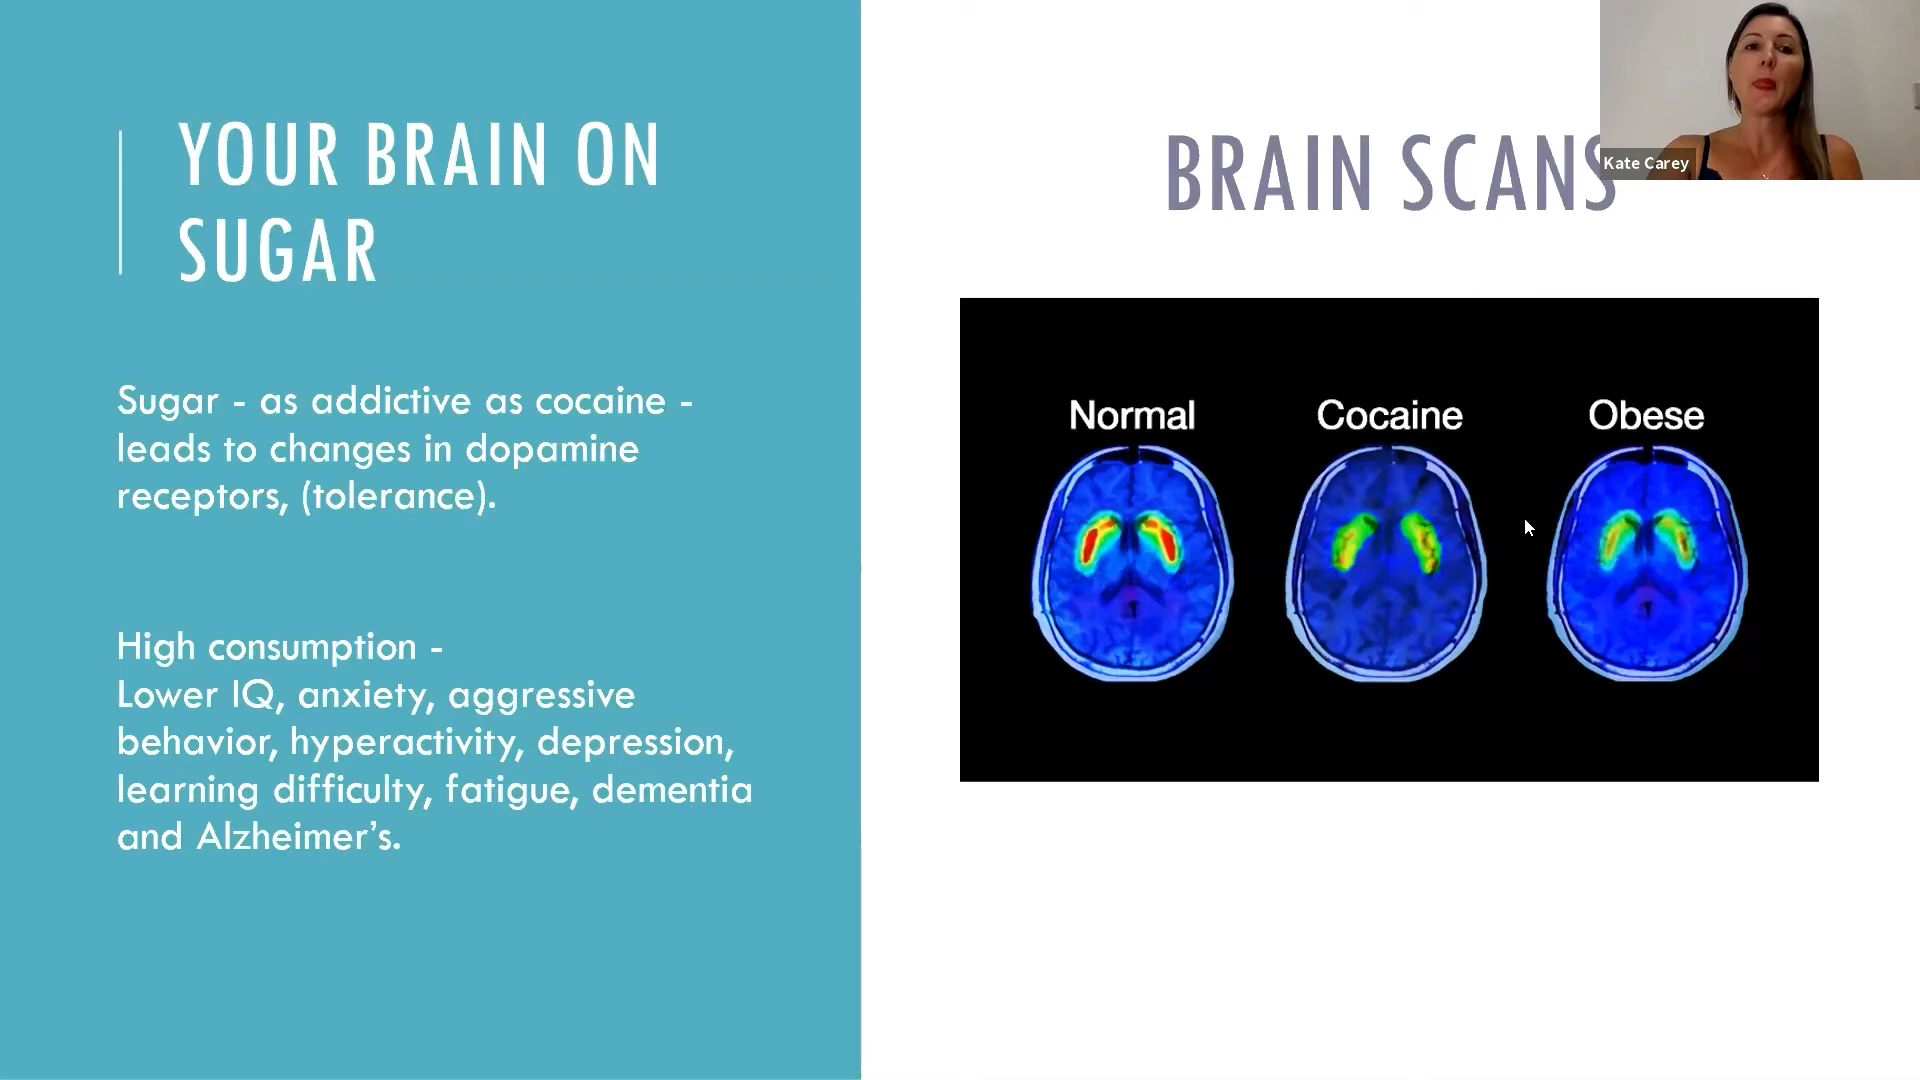 YOUR BRAIN ON
SUGAR
Sugar - as addictive as cocaine -
leads to changes in dopamine
receptors, (tolerance).
High consumption -
Lower IQ, anxiety, aggressive
behavior, hyperactivity, depression,
learning difficulty, fatigue, dementia
and Alzheimer’s.
BRAIN SCANS
Kate Carey
Normal Cocaine Obese